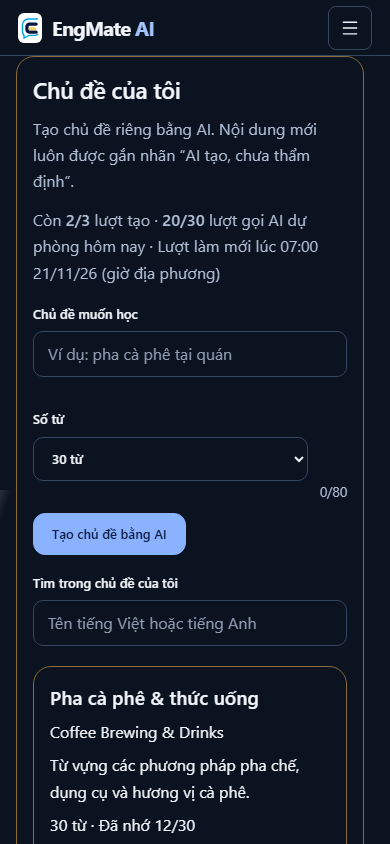 EngMate AI
Chủ đề của tôi
Tạo chủ đề riêng bằng AI. Nội dung mới
luôn được gắn nhãn “AI tạo, chưa thẩm
định”.
Còn 2/3 lượt tạo · 20/30 lượt gọi AI dự
phòng hôm nay · Lượt làm mới lúc 07:00
21/11/26 (giờ địa phương)
Chủ đề muốn học
Ví dụ: pha cà phê tại quán
Số từ
30 từ
0/80
Tạo chủ đề bằng AI
Tìm trong chủ đề của tôi
Tên tiếng Việt hoặc tiếng Anh
Pha cà phê & thức uống
Coffee Brewing & Drinks
Từ vựng các phương pháp pha chế,
dụng cụ và hương vị cà phê.
30 từ · Đã nhớ 12/30